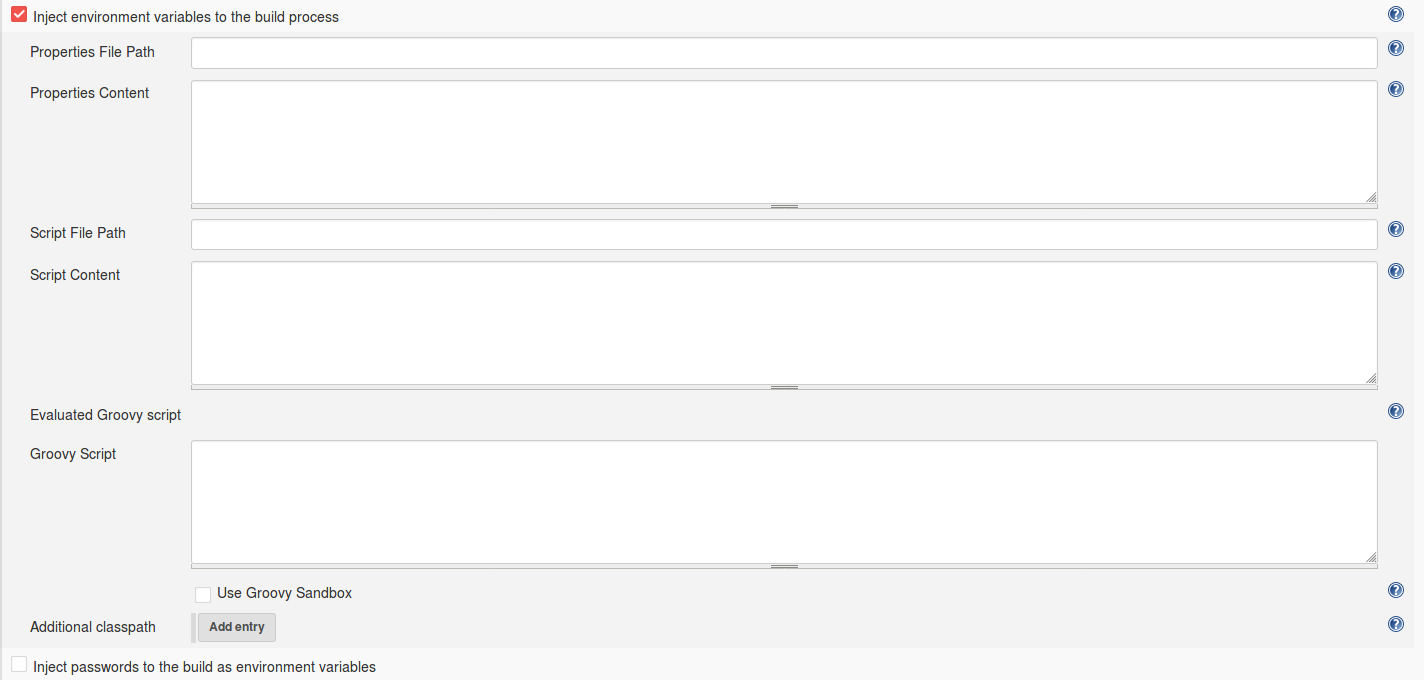 Inject environment variables to the build process
Properties File Path
Properties Content
Script File Path
Script Content
Evaluated Groovy script
Groovy Script
Use Groovy Sandbox
Additional classpath
Add entry
Inject passwords to the build as environment variables